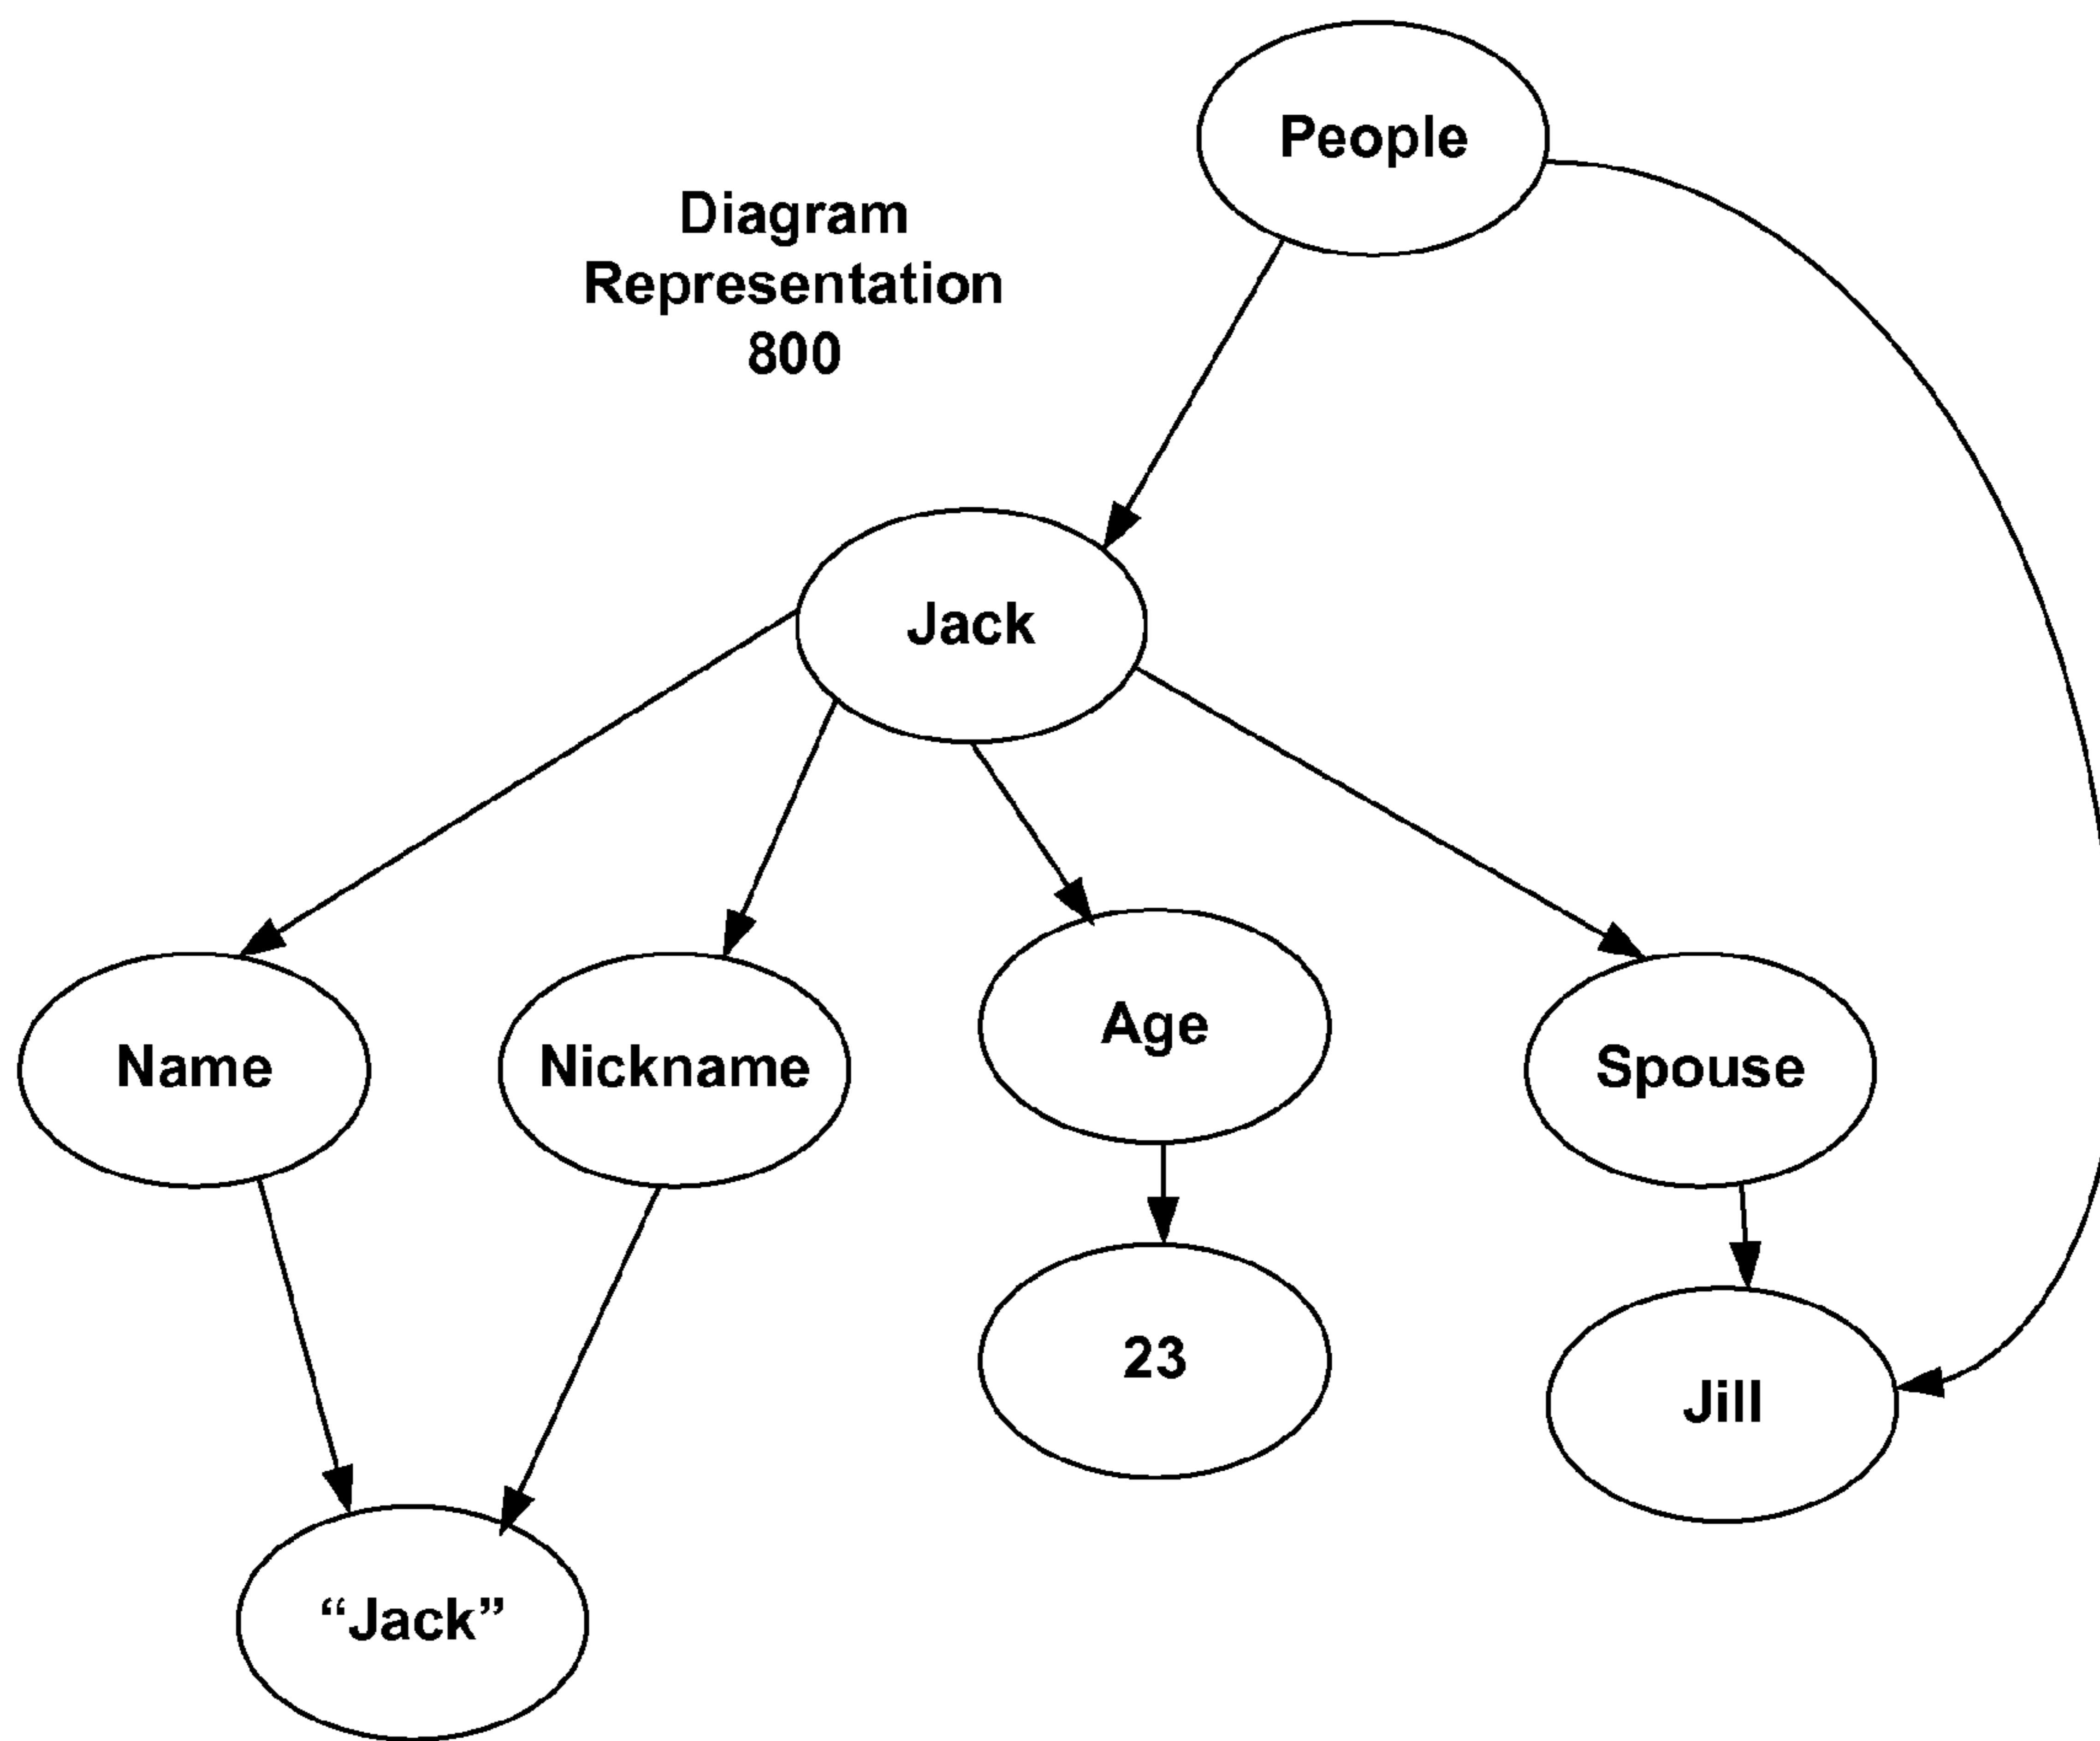 People
Diagram
Representation
800
Jack
Name
Nickname
Age
Spouse
23
Jill
“Jack”